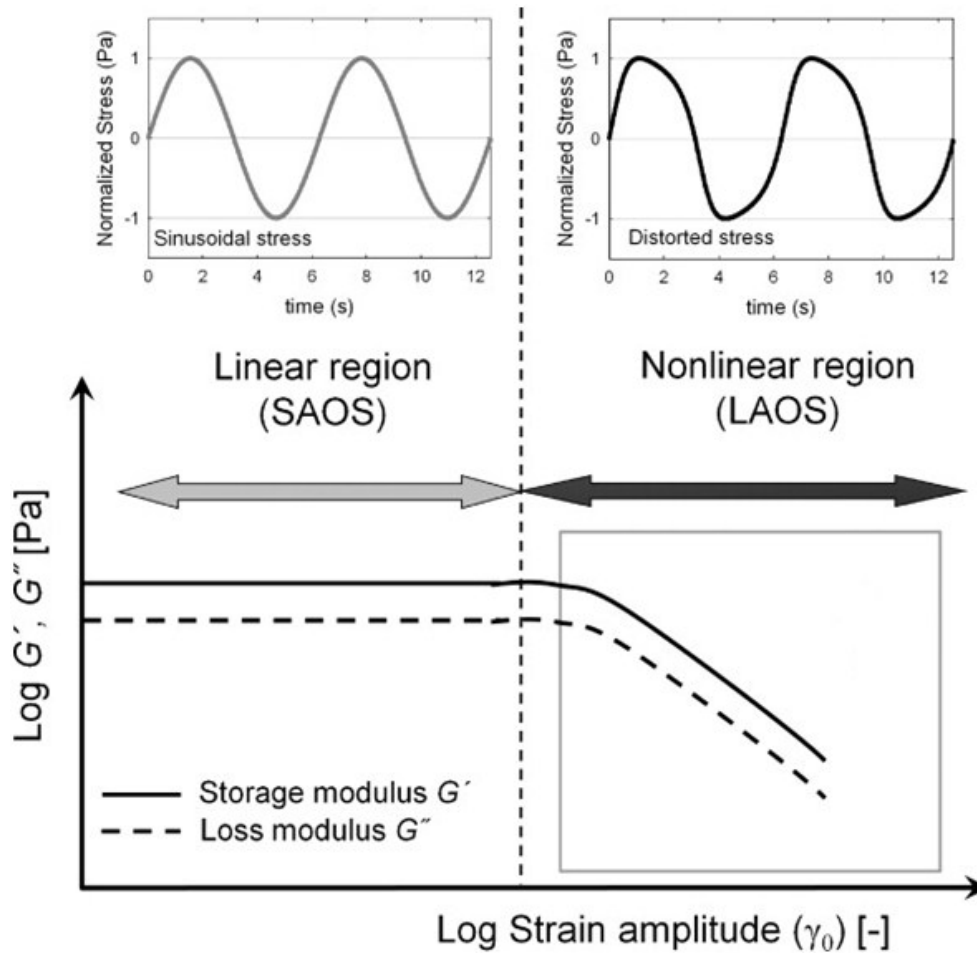 Normalized Stress (Pa)
1
0
-1
Sinusoidal stress
0 2 4 6 8 10 12
time (s)
Normalized Stress (Pa)
1
0
-1
Distorted stress
0 2 4 6 8 10 12
time (s)
Linear region
(SAOS)
Nonlinear region
(LAOS)
Log G′, G″ [Pa]
Storage modulus G′
Loss modulus G″
Log Strain amplitude (γ₀) [-]